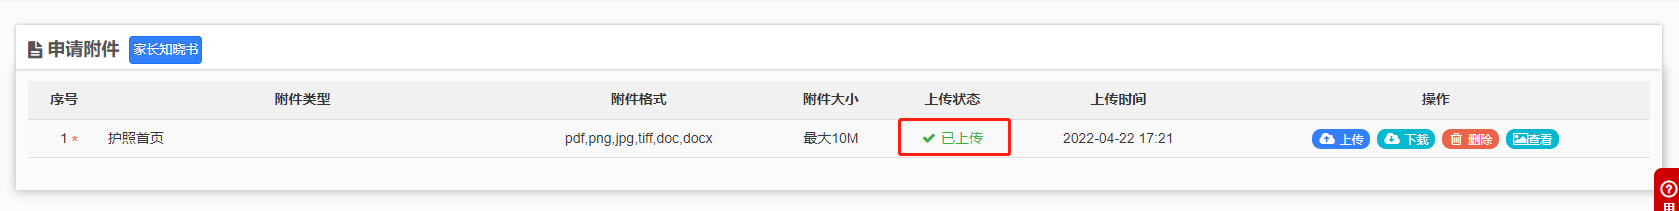 申请附件 家长知晓书
序号 附件类型 附件格式 附件大小 上传状态 上传时间 操作
1 * 护照首页 pdf,png,jpg,tiff,doc,docx 最大10M 已上传 2022-04-22 17:21 上传 下载 删除 查看